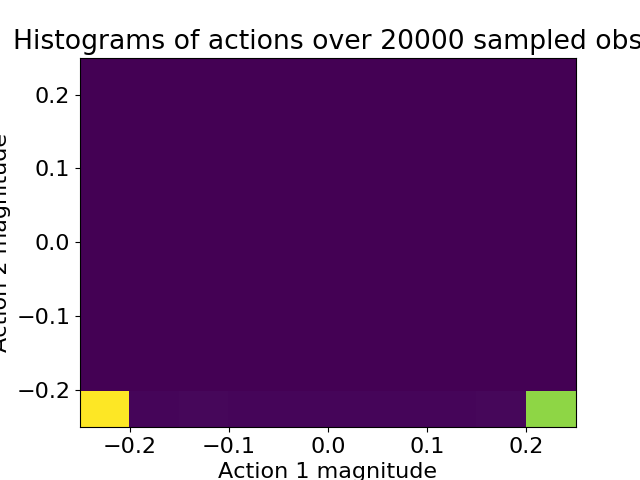 Histograms of actions over 20000 sampled obs
0.2
0.1
0.0
−0.1
−0.2
Action 2 magnitude
−0.2 −0.1 0.0 0.1 0.2
Action 1 magnitude